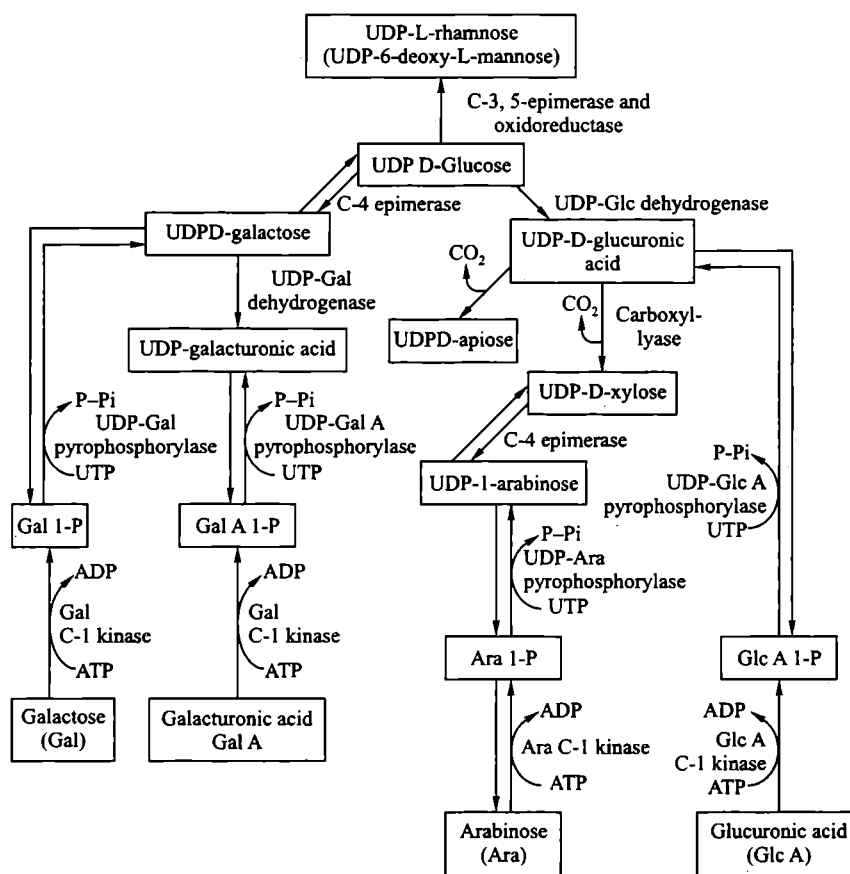 UDP-L-rhamnose
(UDP-6-deoxy-L-mannose)
C-3, 5-epimerase and
oxidoreductase
UDP D-Glucose
C-4 epimerase
UDP-Glc dehydrogenase
UDPD-galactose
UDP-D-glucuronic
acid
UDP-Gal
dehydrogenase
CO2
CO2
Carboxyl-
lyase
UDP-galacturonic acid
UDPD-apiose
UDP-D-xylose
P–Pi
UDP-Gal
pyrophosphorylase
UTP
P–Pi
UDP-Gal A
pyrophosphorylase
UTP
C-4 epimerase
UDP-1-arabinose
P-Pi
UDP-Glc A
pyrophosphorylase
UTP
Gal 1-P
Gal A 1-P
P–Pi
UDP-Ara
pyrophosphorylase
UTP
ADP
Gal
C-1 kinase
ATP
ADP
Gal
C-1 kinase
ATP
Ara 1-P
Glc A 1-P
Galactose
(Gal)
Galacturonic acid
Gal A
ADP
Ara C-1 kinase
ATP
ADP
Glc A
C-1 kinase
ATP
Arabinose
(Ara)
Glucuronic acid
(Glc A)